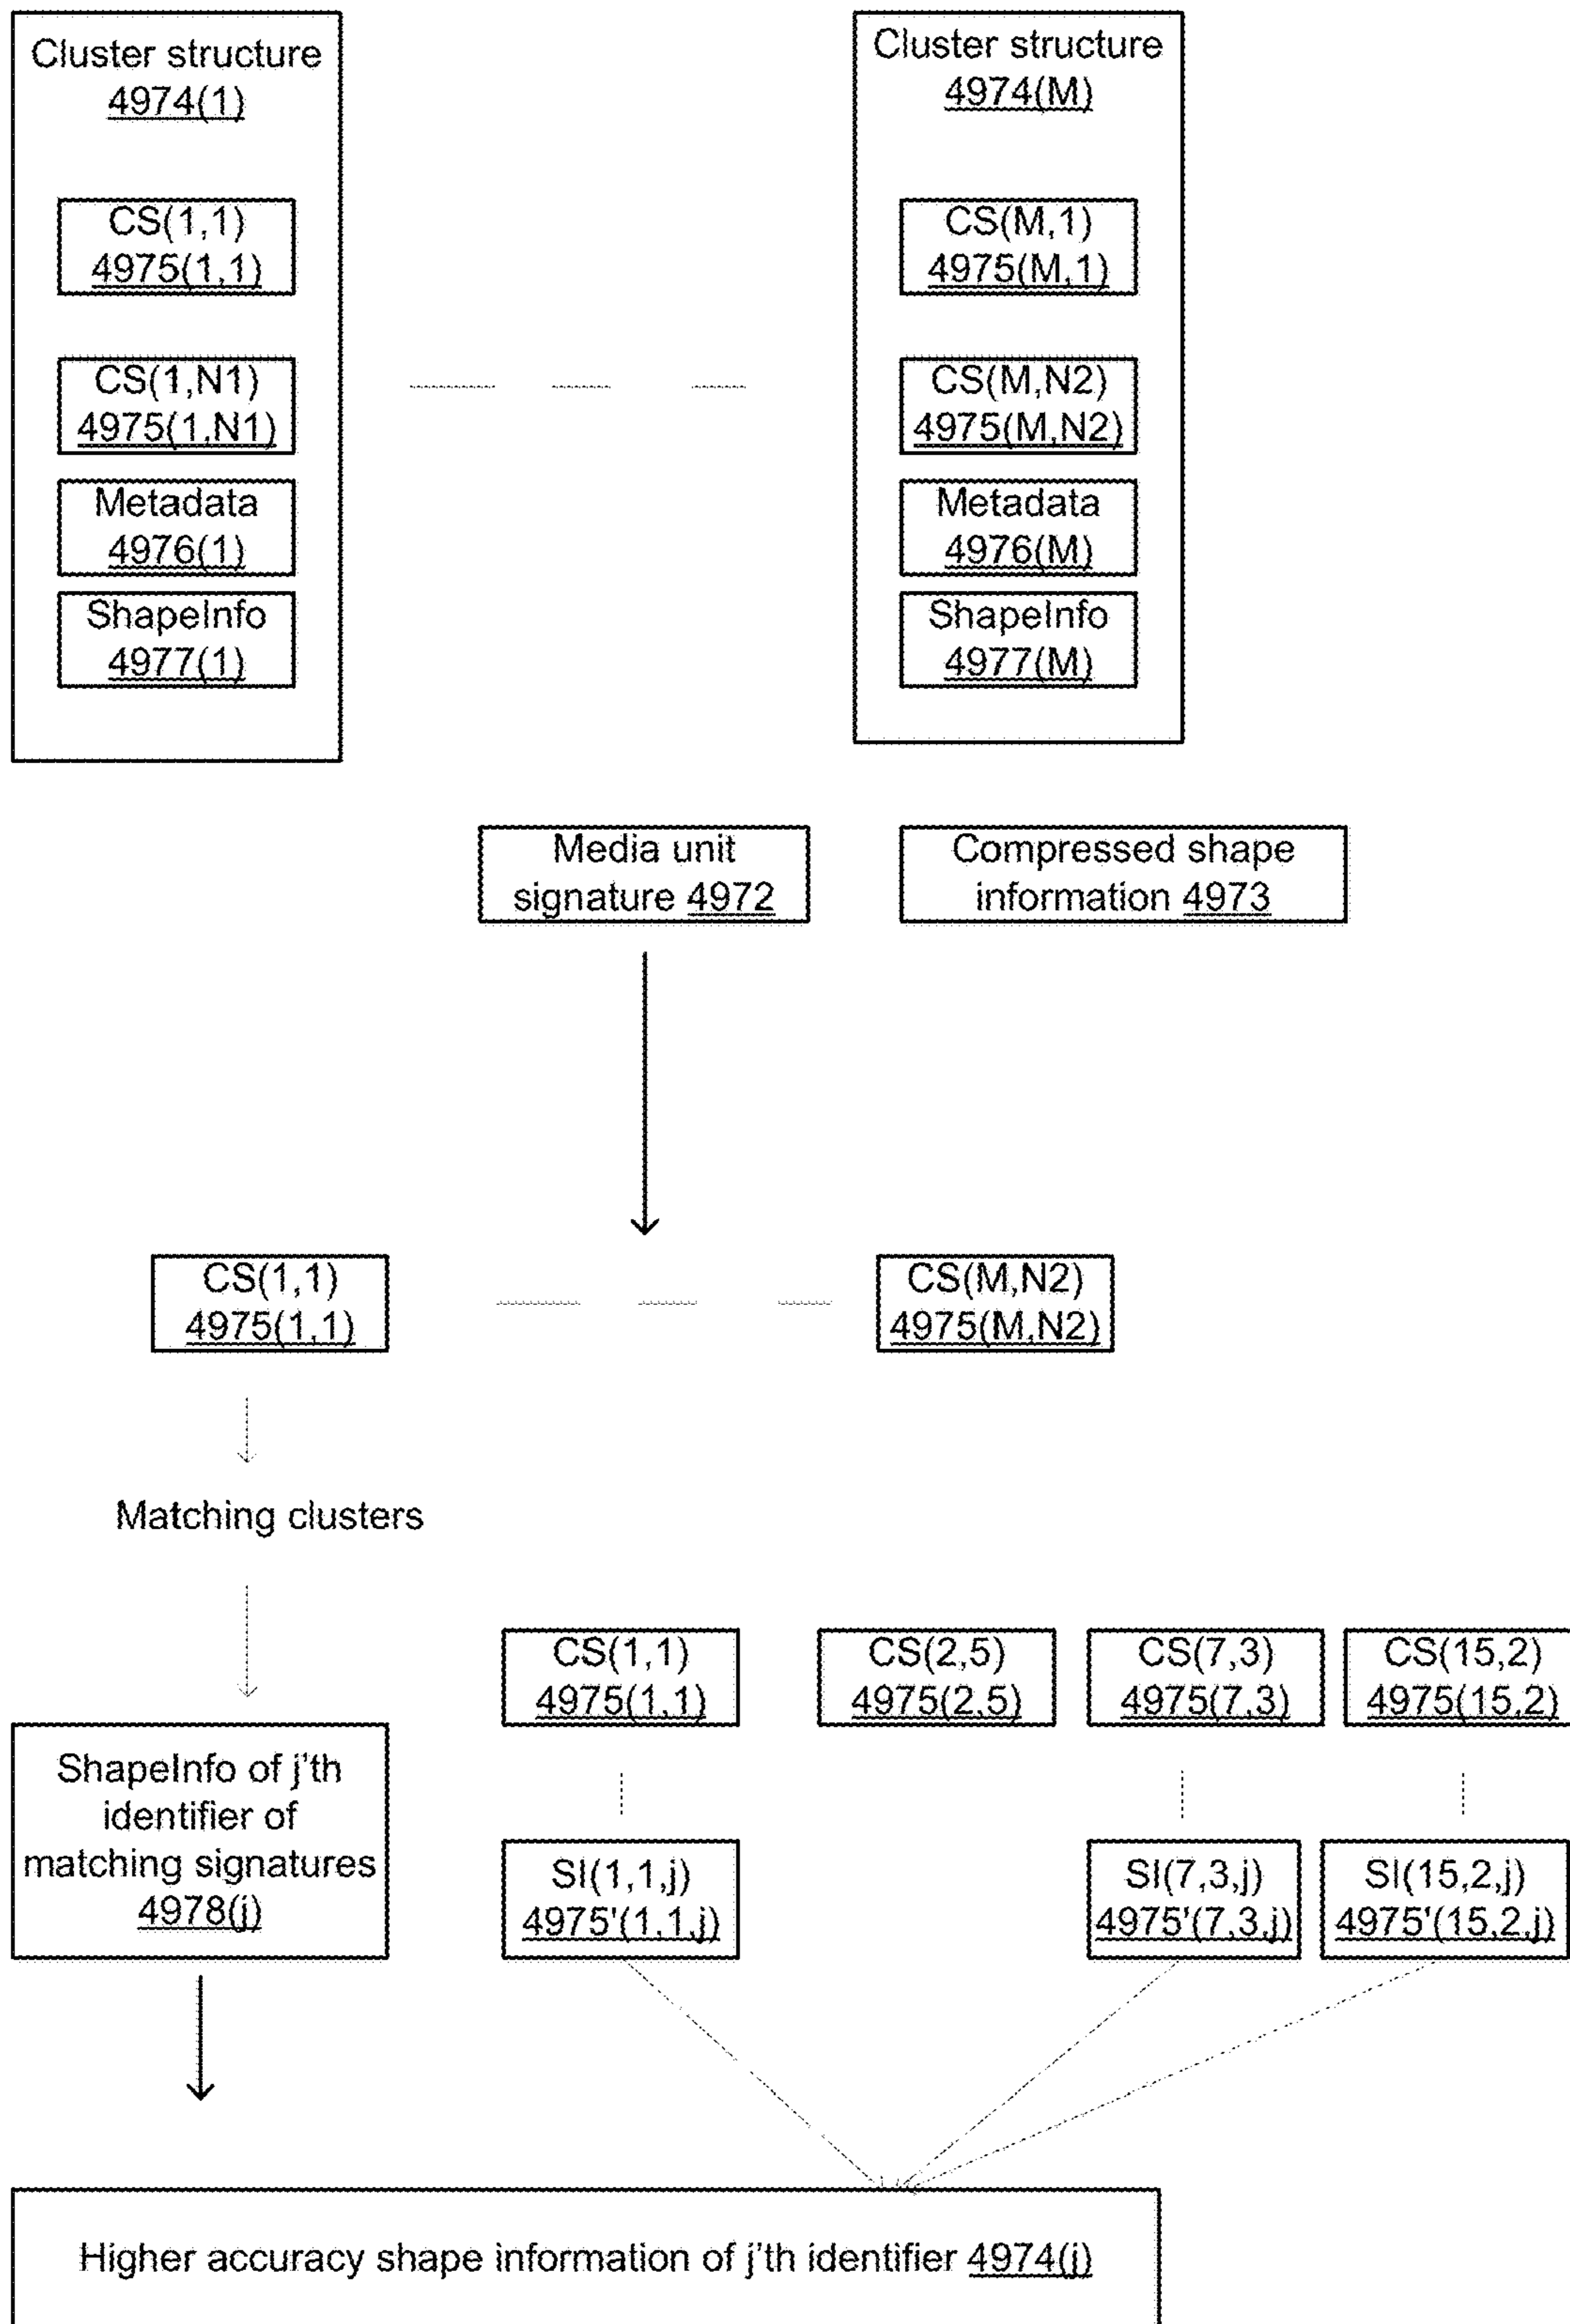 Cluster structure
4974(1)
CS(1,1)
4975(1,1)
CS(1,N1)
4975(1,N1)
Metadata
4976(1)
ShapeInfo
4977(1)
Cluster structure
4974(M)
CS(M,1)
4975(M,1)
CS(M,N2)
4975(M,N2)
Metadata
4976(M)
ShapeInfo
4977(M)
Media unit
signature 4972
Compressed shape
information 4973
CS(1,1)
4975(1,1)
CS(M,N2)
4975(M,N2)
Matching clusters
ShapeInfo of j'th
identifier of
matching signatures
4978(j)
CS(1,1)
4975(1,1)
CS(2,5)
4975(2,5)
CS(7,3)
4975(7,3)
CS(15,2)
4975(15,2)
SI(1,1,j)
4975'(1,1,j)
SI(7,3,j)
4975'(7,3,j)
SI(15,2,j)
4975'(15,2,j)
Higher accuracy shape information of j'th identifier 4974(j)